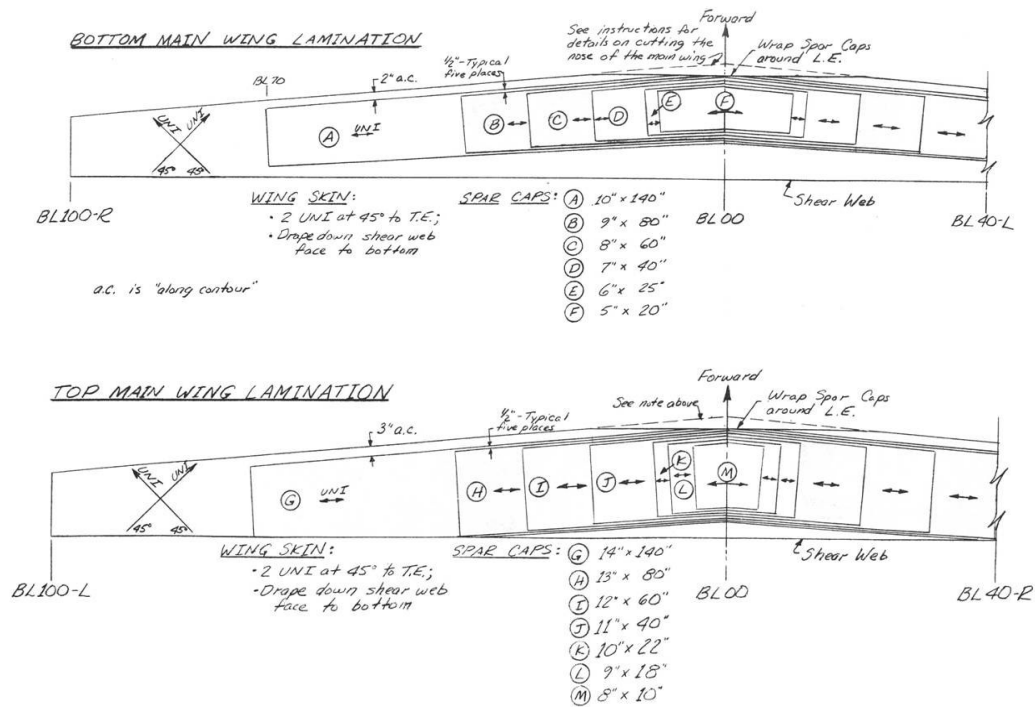 Forward
BOTTOM MAIN WING LAMINATION
See instructions for
details on cutting the
nose of the main wing
Wrap Spar Caps
around L.E.
BL70
2" a.c.
1/2"-Typical
five places
UNI UNI
45° 45°
A UNI
B
C
D
E
F
BL100-R
WING SKIN:
• 2 UNI at 45° to T.E.;
• Drape down shear web
face to bottom
SPAR CAPS: A 10" x 140"
B 9" x 80"
C 8" x 60"
D 7" x 40"
E 6" x 25"
F 5" x 20"
BL00
Shear Web
BL40-L
a.c. is "along contour"
TOP MAIN WING LAMINATION
Forward
See note above
Wrap Spar Caps
around L.E.
3" a.c.
1/2"-Typical
five places
UNI UNI
45° 45°
G UNI
H
I
J
K
L
M
BL100-L
WING SKIN:
• 2 UNI at 45° to T.E.;
• Drape down shear web
face to bottom
SPAR CAPS: G 14" x 140"
H 13" x 80"
I 12" x 60"
J 11" x 40"
K 10" x 22"
L 9" x 18"
M 8" x 10"
BL00
Shear Web
BL40-R